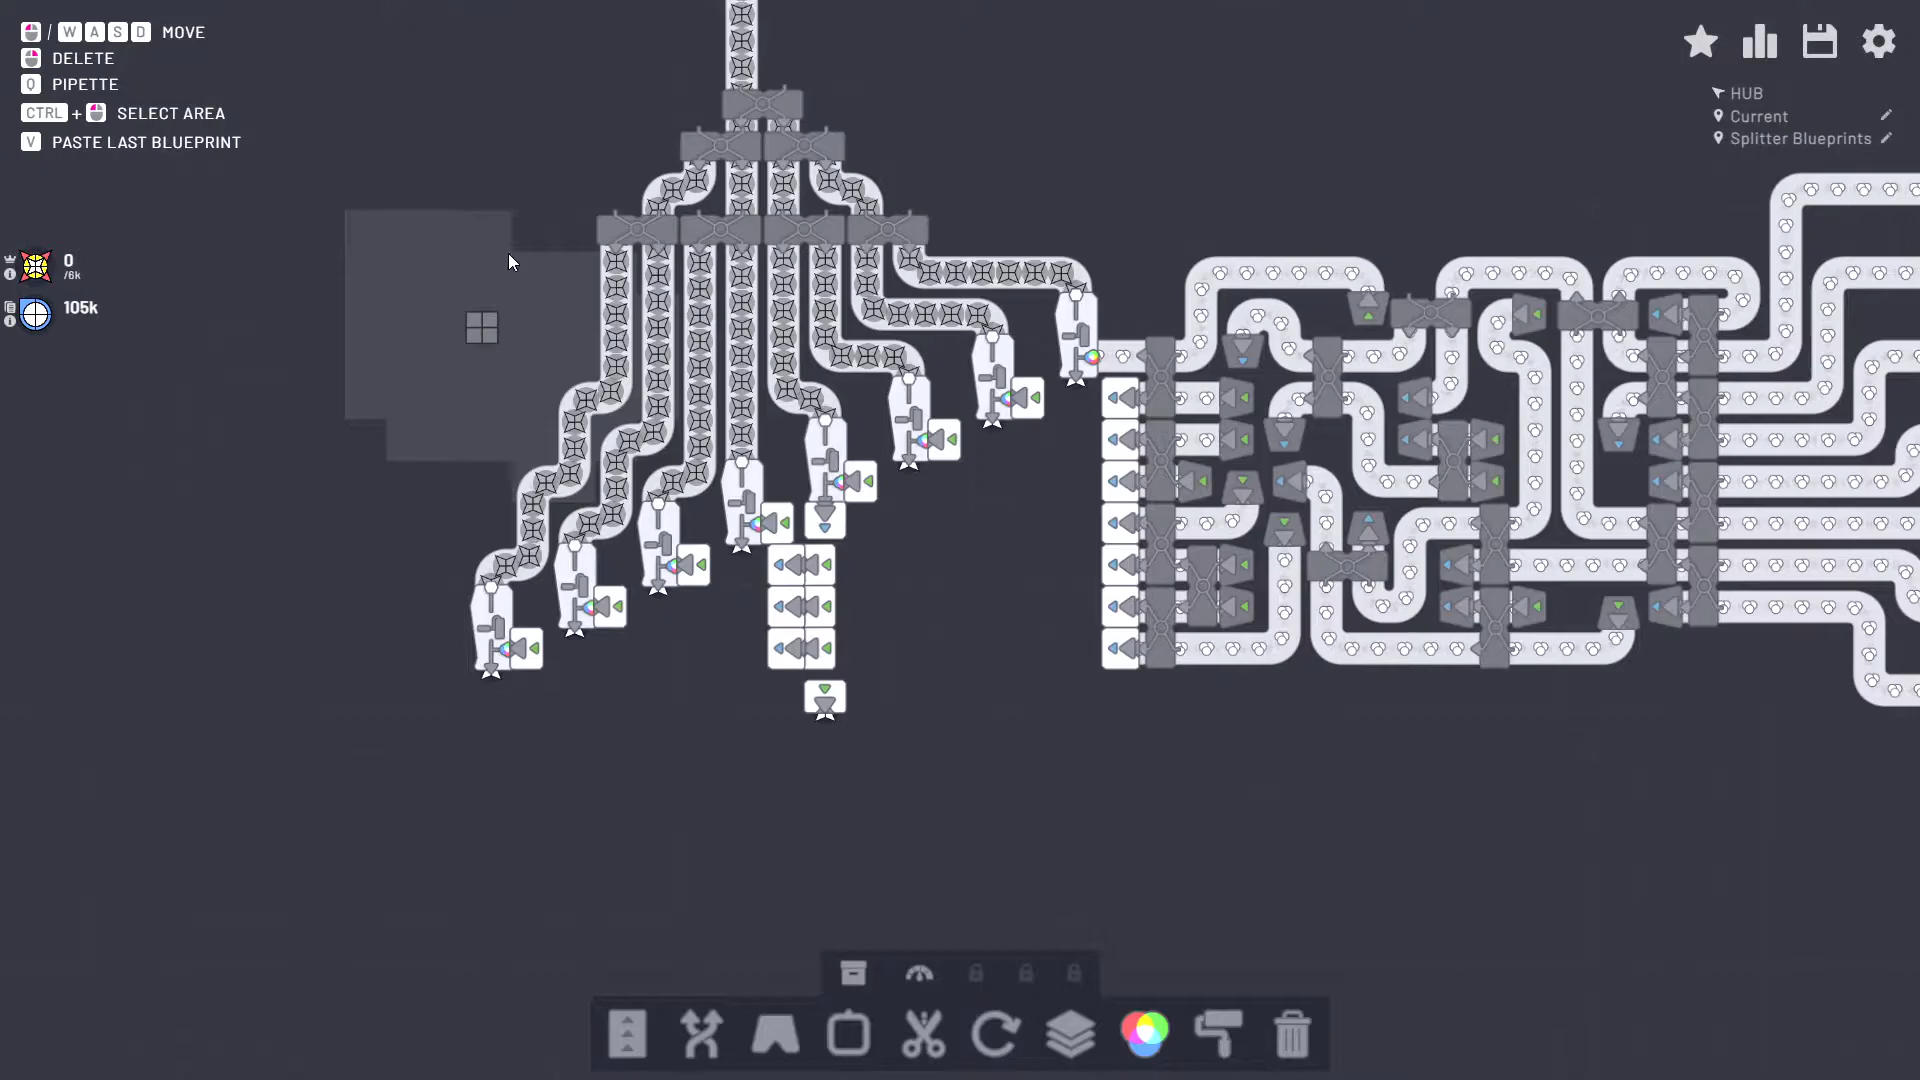 / W A S D MOVE
DELETE
Q PIPETTE
CTRL + SELECT AREA
V PASTE LAST BLUEPRINT
HUB
Current
Splitter Blueprints
0
/6k
105k